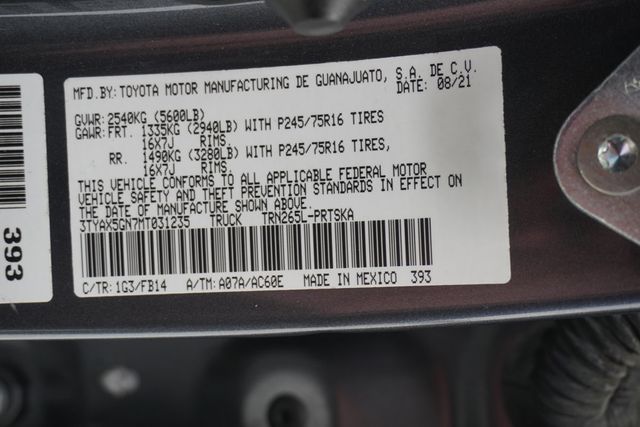 MFD.BY:TOYOTA MOTOR MANUFACTURING DE GUANAJUATO, S.A. DE C.V.
DATE: 08/21
GVWR:2540KG (5600LB)
GAWR:FRT. 1335KG (2940LB) WITH P245/75R16 TIRES
16X7J RIMS
RR. 1490KG (3280LB) WITH P245/75R16 TIRES,
16X7J RIMS
THIS VEHICLE CONFORMS TO ALL APPLICABLE FEDERAL MOTOR
VEHICLE SAFETY AND THEFT PREVENTION STANDARDS IN EFFECT ON
THE DATE OF MANUFACTURE SHOWN ABOVE.
3TYAX5GN7MT031235 TRUCK TRN265L-PRTSKA
C/TR:1G3/FB14 A/TM:A07A/AC60E MADE IN MEXICO 393
393